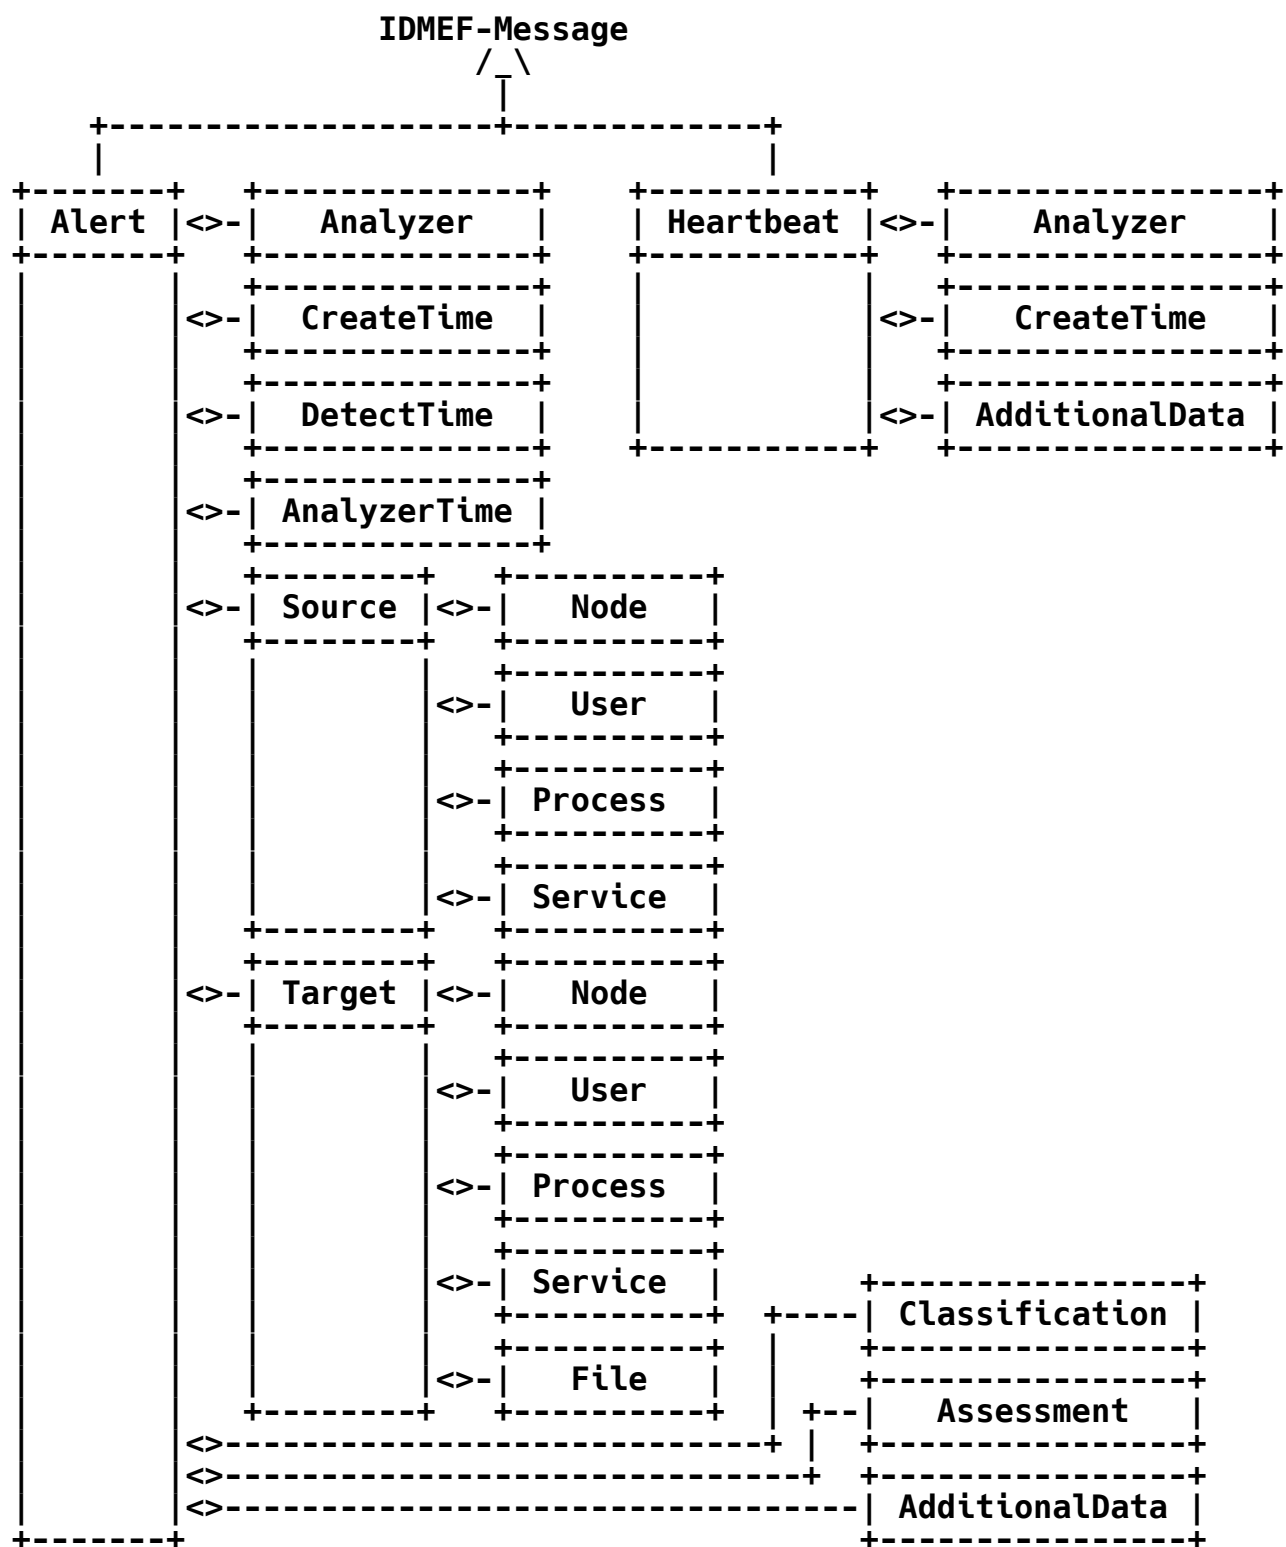 IDMEF-Message
Alert Analyzer Heartbeat Analyzer
CreateTime CreateTime
DetectTime AdditionalData
AnalyzerTime
Source Node
User
Process
Service
Target Node
User
Process
Service
Classification
File
Assessment
AdditionalData